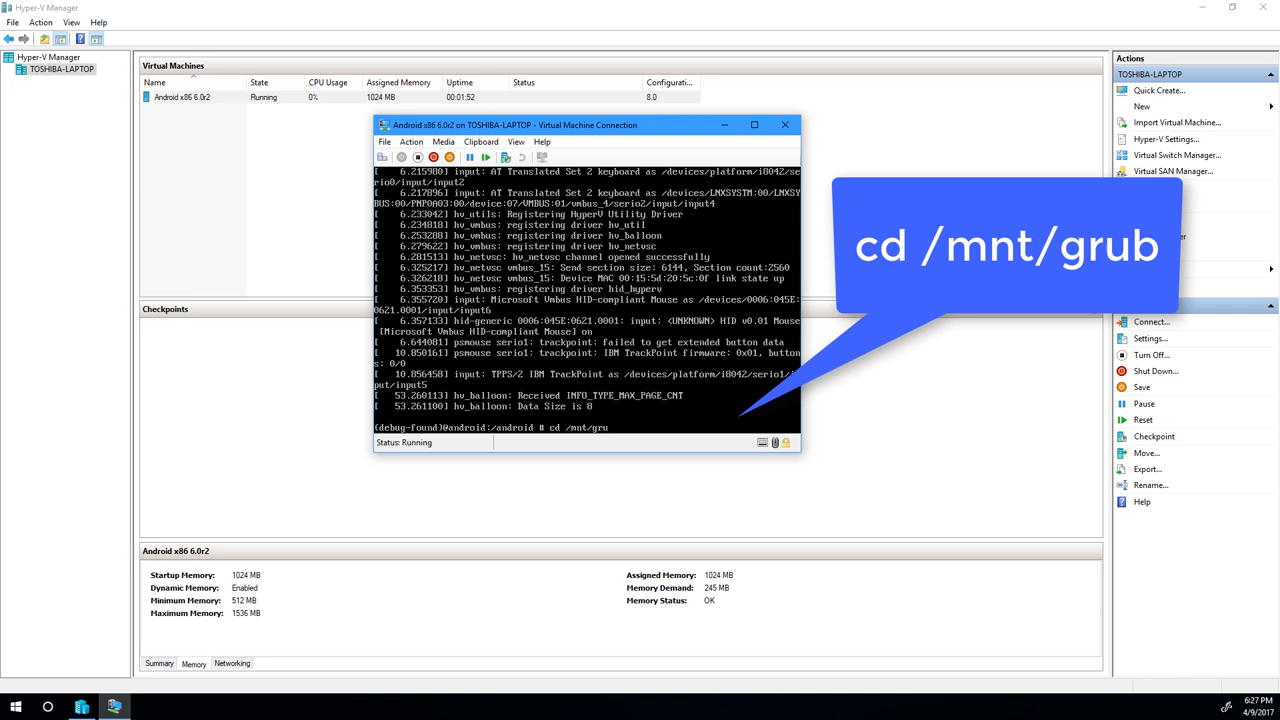 Hyper-V Manager
File Action View Help
Hyper-V Manager
TOSHIBA-LAPTOP
Virtual Machines
Name State CPU Usage Assigned Memory Uptime Status Configurati...
Android x86 6.0r2 Running 0% 1024 MB 00:01:52 8.0
Android x86 6.0r2 on TOSHIBA-LAPTOP - Virtual Machine Connection
File Action Media Clipboard View Help
[ 6.215980] input: AT Translated Set 2 keyboard as /devices/platform/i8042/se
rio0/input/input2
[ 6.217896] input: AT Translated Set 2 keyboard as /devices/LNXSYSTM:00/LNXSY
BUS:00/PNP0A03:00/device:07/VMBUS:01/vmbus_4/serio2/input/input4
[ 6.233042] hv_utils: Registering HyperV Utility Driver
[ 6.234818] hv_vmbus: registering driver hv_util
[ 6.253288] hv_vmbus: registering driver hv_balloon
[ 6.279622] hv_vmbus: registering driver hv_netvsc
[ 6.281513] hv_netvsc: hv_netvsc channel opened successfully
[ 6.325217] hv_netvsc vmbus_15: Send section size: 6144, Section count:2560
[ 6.326218] hv_netvsc vmbus_15: Device MAC 00:15:5d:20:5c:0f link state up
[ 6.353353] hv_vmbus: registering driver hid_hyperv
[ 6.355720] input: Microsoft Vmbus HID-compliant Mouse as /devices/0006:045E:
0621.0001/input/input6
[ 6.357133] hid-generic 0006:045E:0621.0001: input: <UNKNOWN> HID v0.01 Mouse
[Microsoft Vmbus HID-compliant Mouse] on
[ 6.644081] psmouse serio1: trackpoint: failed to get extended button data
[ 10.850161] psmouse serio1: trackpoint: IBM TrackPoint firmware: 0x01, button
s: 0/0
[ 10.856458] input: TPPS/2 IBM TrackPoint as /devices/platform/i8042/serio1/i
put/input5
[ 53.260113] hv_balloon: Received INFO_TYPE_MAX_PAGE_CNT
[ 53.261100] hv_balloon: Data Size is 8
(debug-found)@android:/android # cd /mnt/gru
Status: Running
cd /mnt/grub
Checkpoints
Android x86 6.0r2
Startup Memory: 1024 MB Assigned Memory: 1024 MB
Dynamic Memory: Enabled Memory Demand: 245 MB
Minimum Memory: 512 MB Memory Status: OK
Maximum Memory: 1536 MB
Summary Memory Networking
Actions
TOSHIBA-LAPTOP
Quick Create...
New
Import Virtual Machine...
Hyper-V Settings...
Virtual Switch Manager...
Virtual SAN Manager...
Connect...
Settings...
Turn Off...
Shut Down...
Save
Pause
Reset
Checkpoint
Move...
Export...
Rename...
Help
6:27 PM
4/9/2017